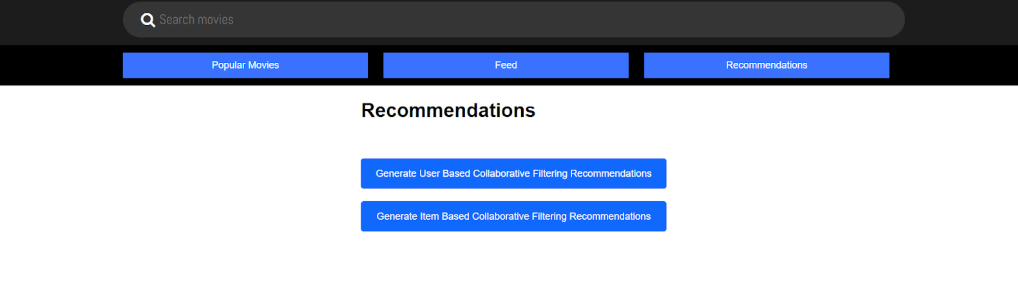 Search movies
Popular Movies
Feed
Recommendations
Recommendations
Generate User Based Collaborative Filtering Recommendations
Generate Item Based Collaborative Filtering Recommendations